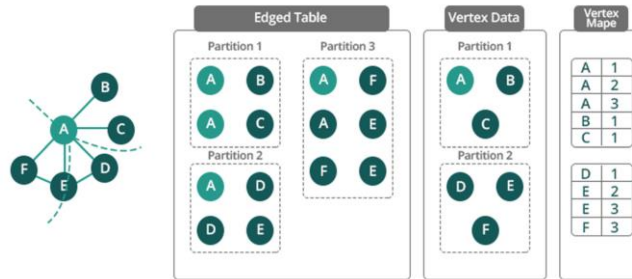 Edged Table
Vertex Data
Vertex
Mape
Partition 1
Partition 3
Partition 1
A B
A C
A F
A E
F E
A B
C
A 1
A 2
A 3
B 1
C 1
B
A
C
F
D
E
Partition 2
A D
D E
Partition 2
D E
F
D 1
E 2
E 3
F 3